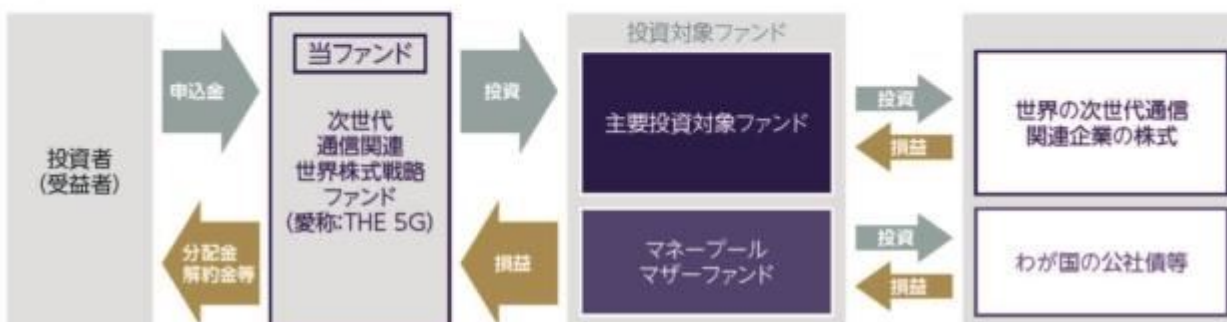 投資者
(受益者)
申込金
分配金
解約金等
当ファンド
次世代
通信関連
世界株式戦略
ファンド
(愛称:THE 5G)
投資
損益
投資対象ファンド
主要投資対象ファンド
マネープール
マザーファンド
投資
損益
投資
損益
世界の次世代通信
関連企業の株式
わが国の公社債等